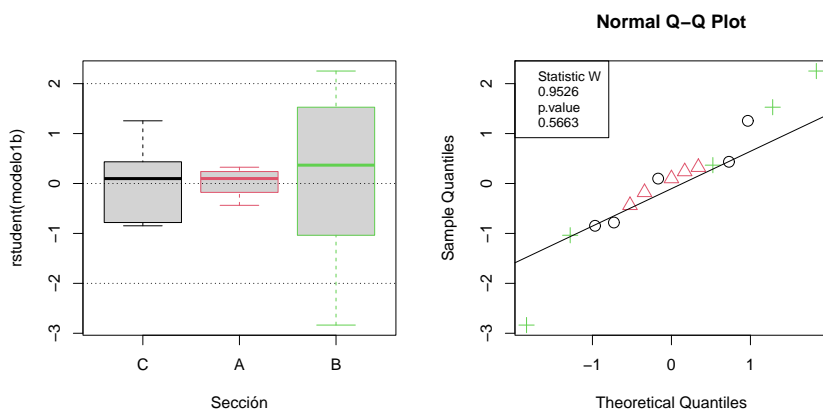 rstudent(modelo1b)
2
1
0
-1
-2
-3
C A B
Sección
Normal Q−Q Plot
Statistic W
0.9526
p.value
0.5663
Sample Quantiles
2
1
0
-1
-2
-3
−1 0 1
Theoretical Quantiles